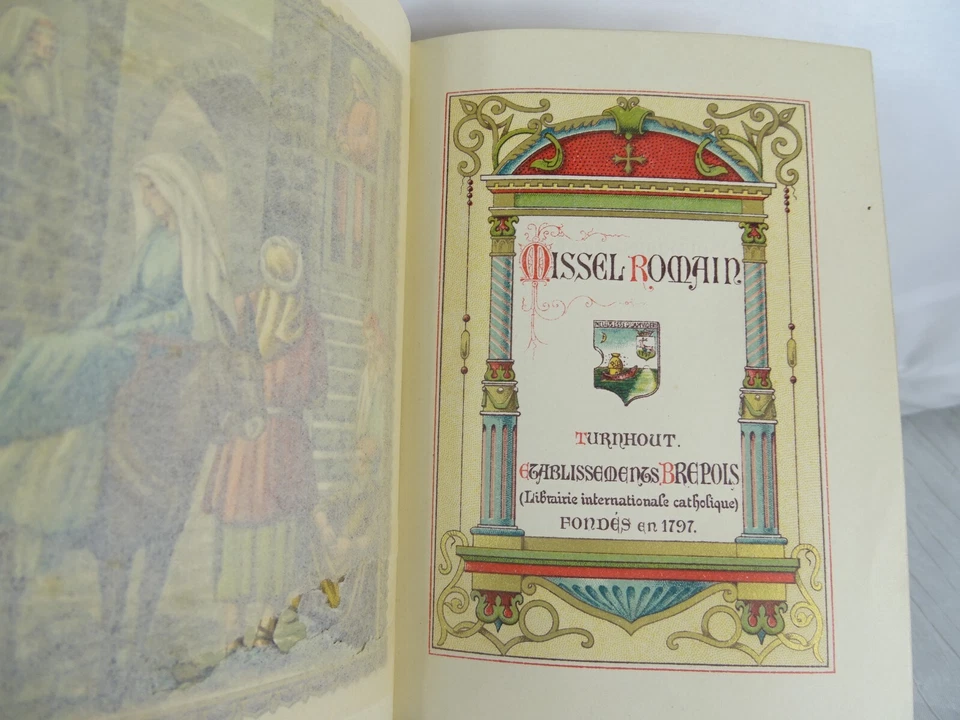 MISSEL ROMAIN
TURNHOUT.
ETABLISSEMENTS BREPOLS
(Librairie internationale catholique)
FONDÉS en 1797.